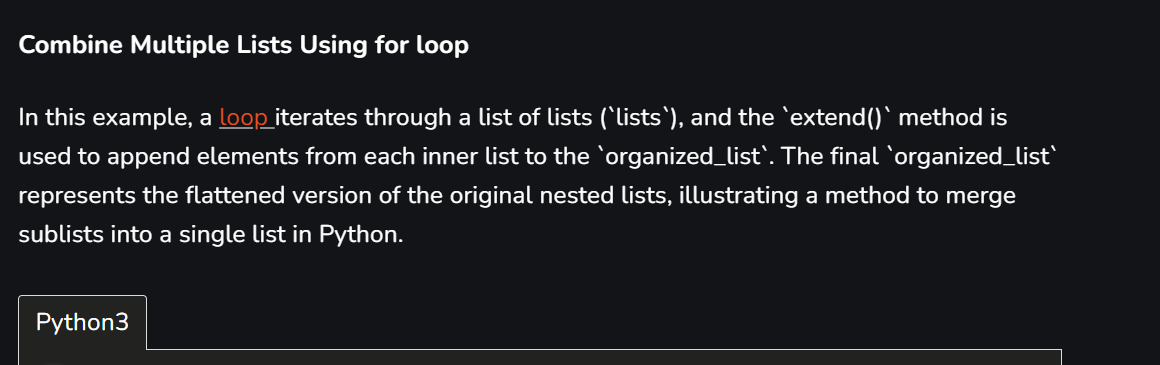 Combine Multiple Lists Using for loop
In this example, a loop iterates through a list of lists (`lists`), and the `extend()` method is
used to append elements from each inner list to the `organized_list`. The final `organized_list`
represents the flattened version of the original nested lists, illustrating a method to merge
sublists into a single list in Python.
Python3